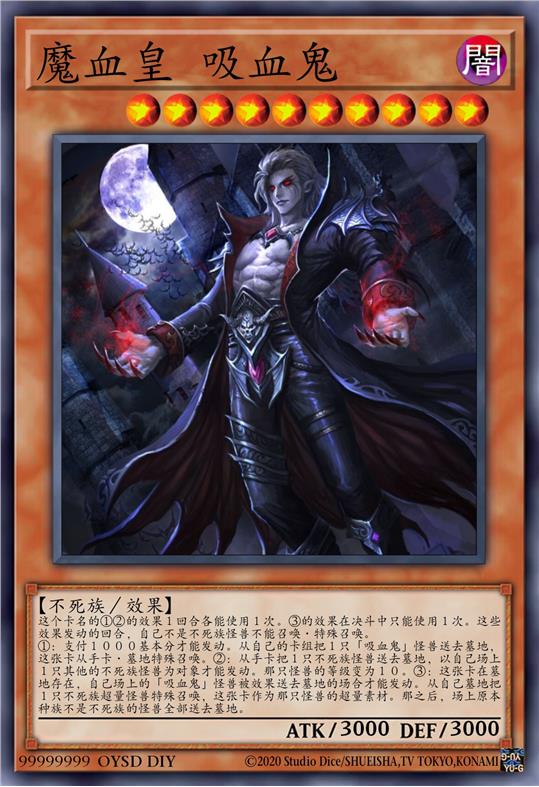 魔血皇 吸血鬼
闇
【不死族／效果】
这个卡名的①②的效果1回合各能使用1次。③的效果在决斗中只能使用1次。这些
效果发动的回合，自己不是不死族怪兽不能召唤·特殊召唤。
①：支付1000基本分才能发动。从自己的卡组把1只「吸血鬼」怪兽送去墓地，
这张卡从手卡·墓地特殊召唤。②：从手卡把1只不死族怪兽送去墓地，以自己场上
1只其他的不死族怪兽为对象才能发动。那只怪兽的等级变为10。③：这张卡在墓
地存在，自己场上的「吸血鬼」怪兽被效果送去墓地的场合才能发动。从自己墓地把
1只不死族超量怪兽特殊召唤，这张卡作为那只怪兽的超量素材。那之后，场上原本
种族不是不死族的怪兽全部送去墓地。
ATK/3000 DEF/3000
99999999 OYSD DIY ©2020 Studio Dice/SHUEISHA,TV TOKYO,KONAMI